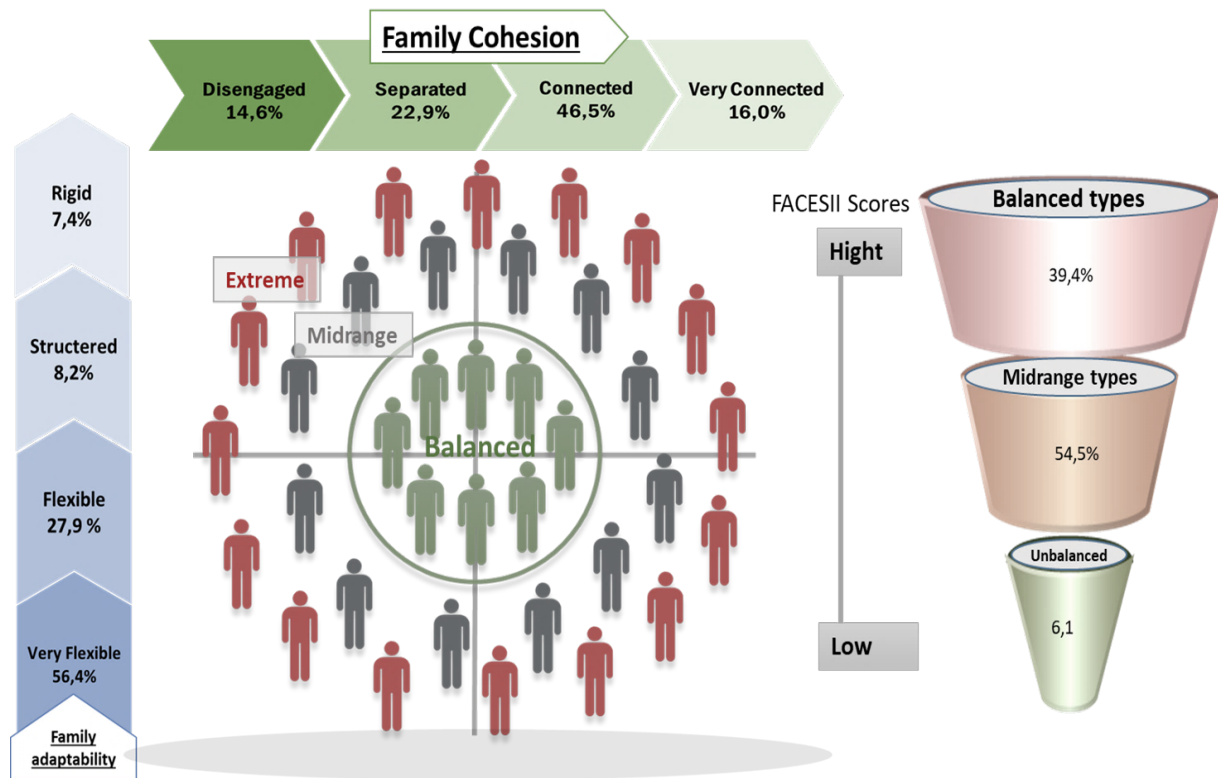 Family Cohesion
Disengaged
14,6%
Separated
22,9%
Connected
46,5%
Very Connected
16,0%
Rigid
7,4%
Structered
8,2%
Flexible
27,9 %
Very Flexible
56,4%
Family
adaptability
Extreme
Midrange
Balanced
FACESII Scores
Hight
Low
Balanced types
39,4%
Midrange types
54,5%
Unbalanced
6,1